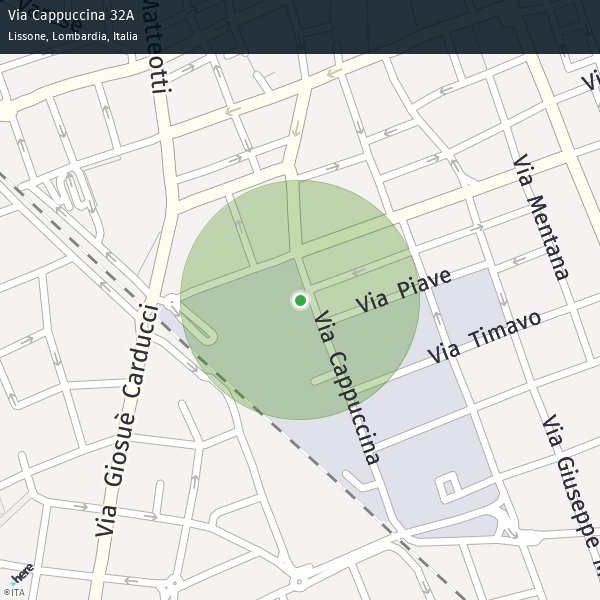 Via Cappuccina 32A
Lissone, Lombardia, Italia
Matteotti
Via Mentana
Via Piave
Via Timavo
Via Cappuccina
Via Giosuè Carducci
Via Giuseppe
here
©ITA